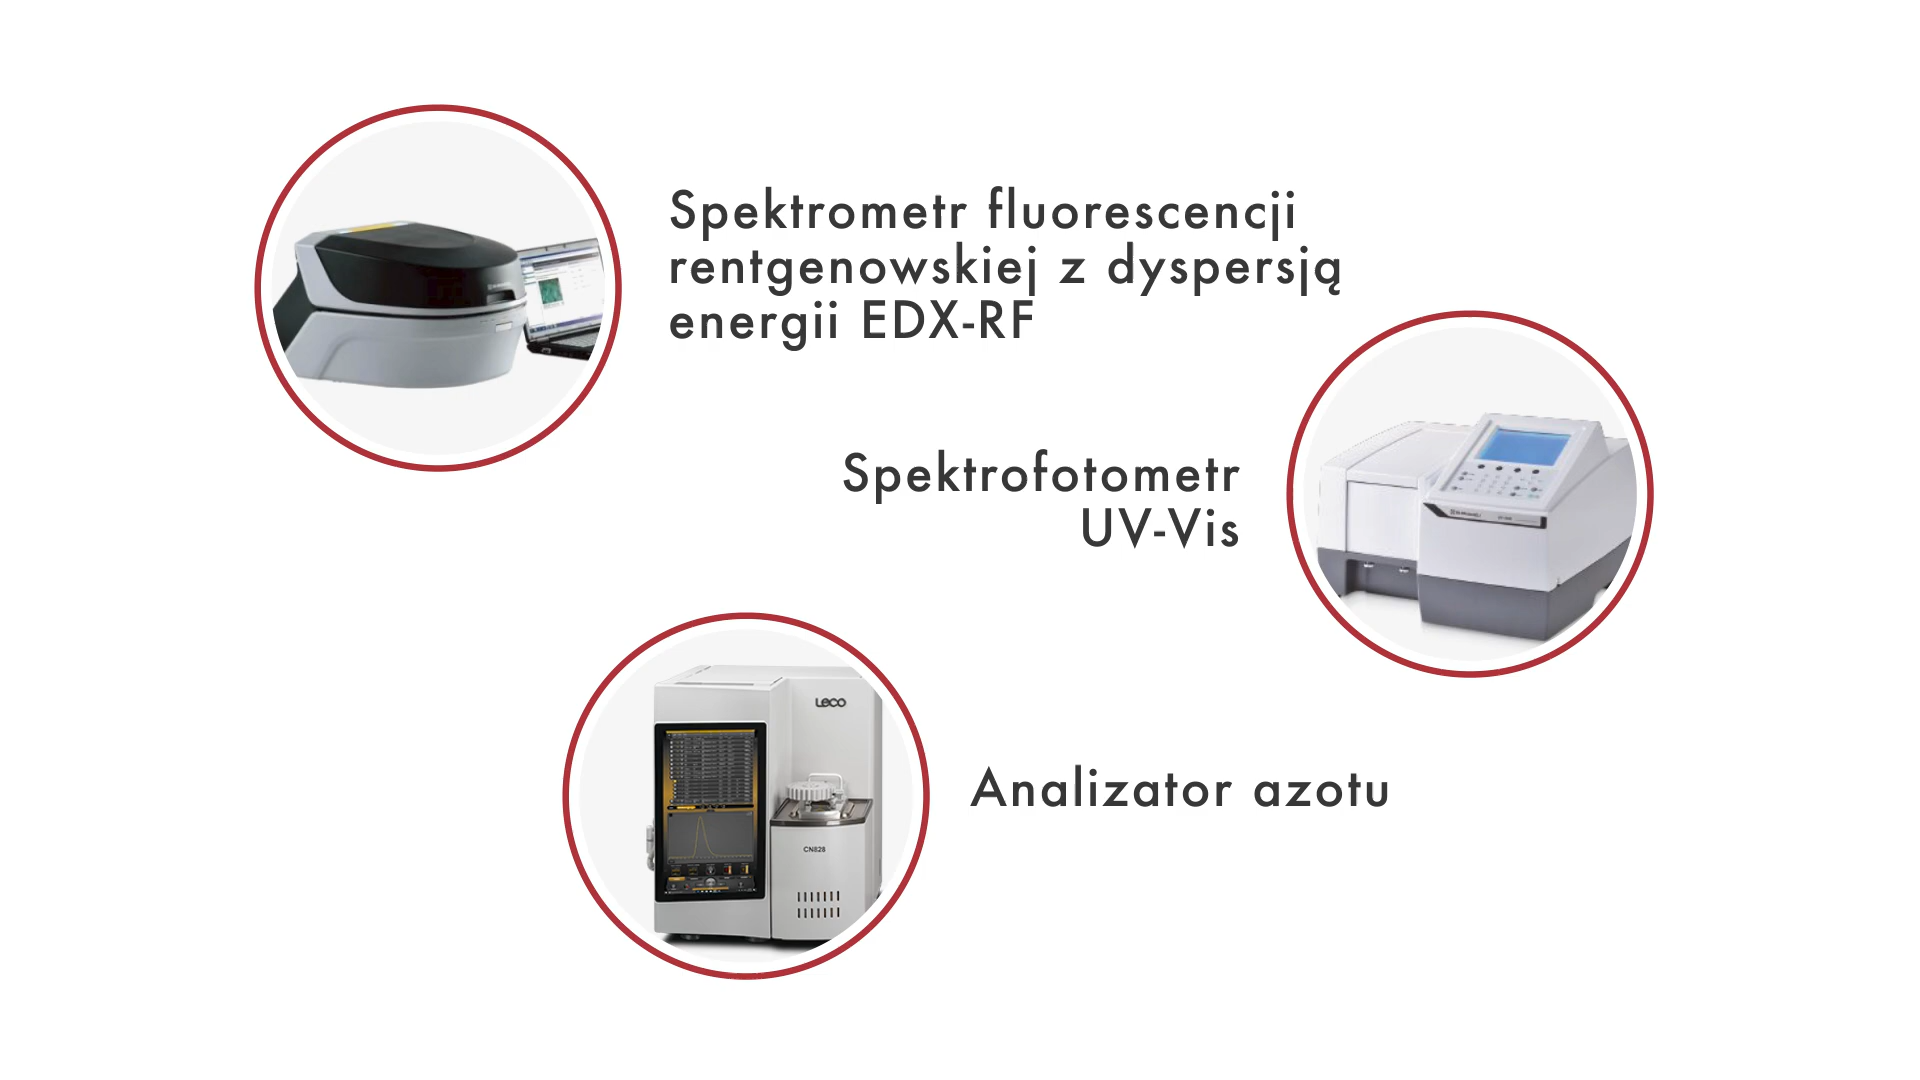 Spektrometr fluorescencji
rentgenowskiej z dyspersją
energii EDX-RF
Spektrofotometr
UV-Vis
LECO
CN828
Analizator azotu